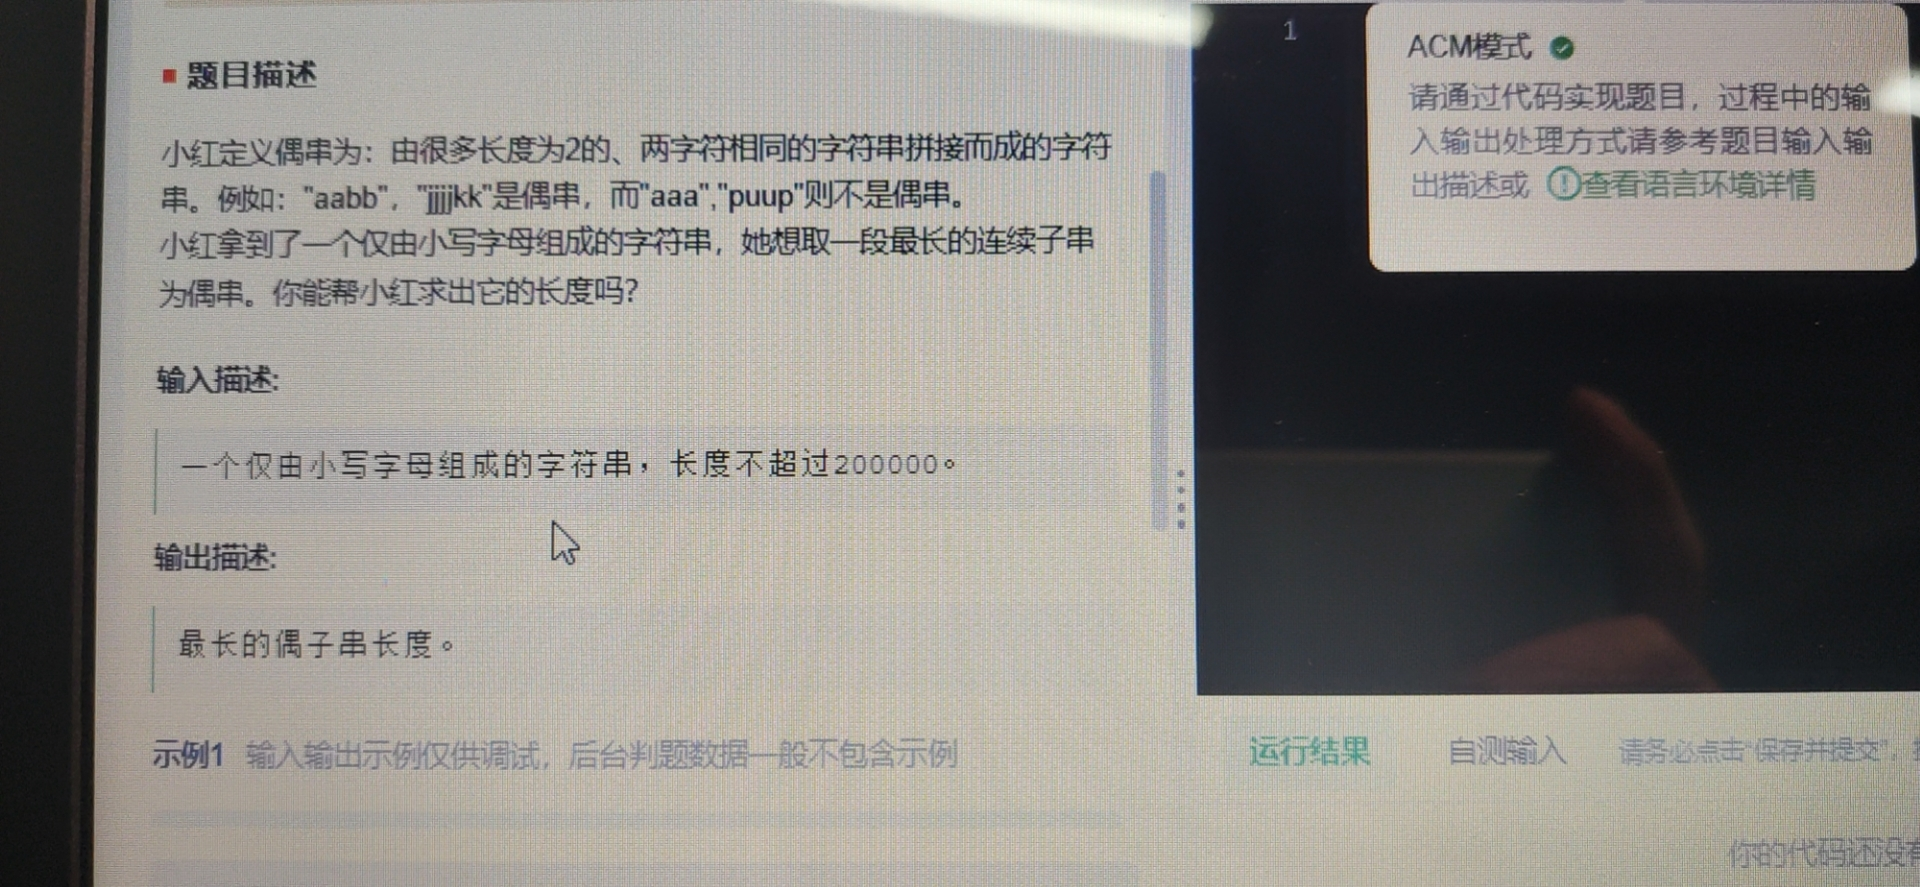 题目描述
小红定义偶串为：由很多长度为2的、两字符相同的字符串拼接而成的字符
串。例如："aabb"，"jjjjkk"是偶串，而"aaa","puup"则不是偶串。
小红拿到了一个仅由小写字母组成的字符串，她想取一段最长的连续子串
为偶串。你能帮小红求出它的长度吗？
输入描述:
一个仅由小写字母组成的字符串，长度不超过200000。
输出描述:
最长的偶子串长度。
示例1 输入输出示例仅供调试，后台判题数据一般不包含示例
1
ACM模式
请通过代码实现题目，过程中的输
入输出处理方式请参考题目输入输
出描述或 查看语言环境详情
运行结果 自测输入 请务必点击“保存并提交”，
你的代码还没有